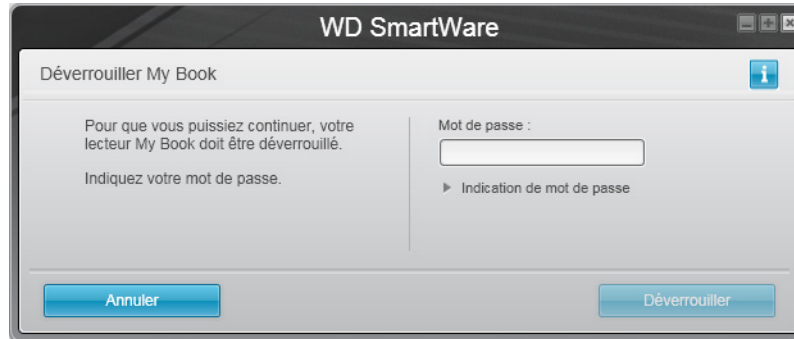 WD SmartWare
Déverrouiller My Book
Pour que vous puissiez continuer, votre
lecteur My Book doit être déverrouillé.
Indiquez votre mot de passe.
Mot de passe :
Indication de mot de passe
Annuler
Déverrouiller